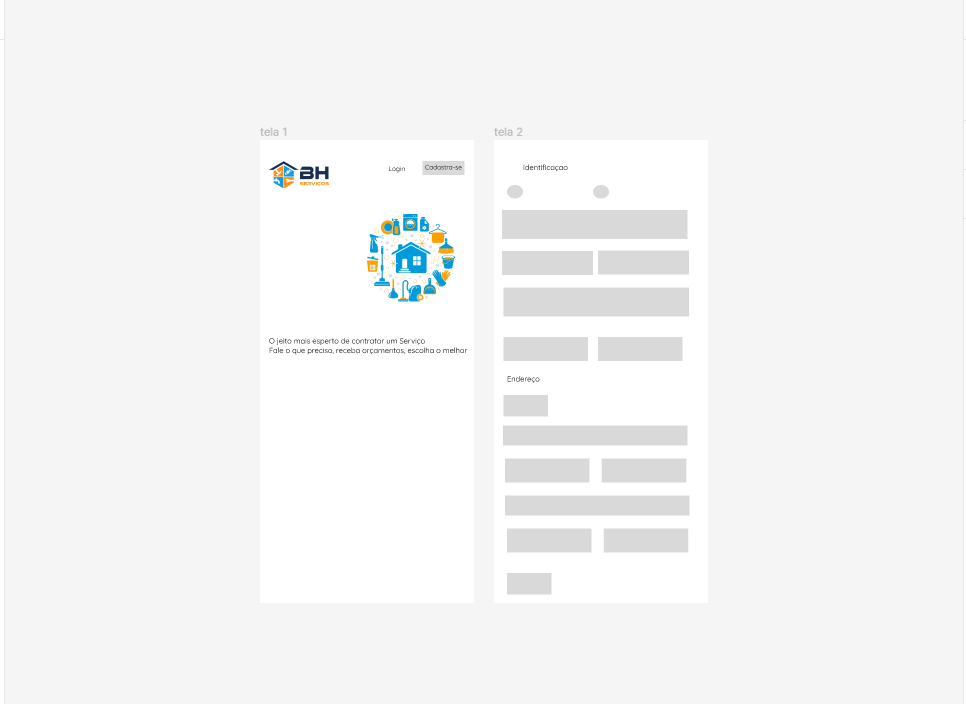 tela 1
BH
SERVIÇOS
Login
Cadastra-se
O jeito mais esperto de contratar um Serviço
Fale o que precisa, receba orçamentos, escolha o melhor
tela 2
Identificaçao
Endereço